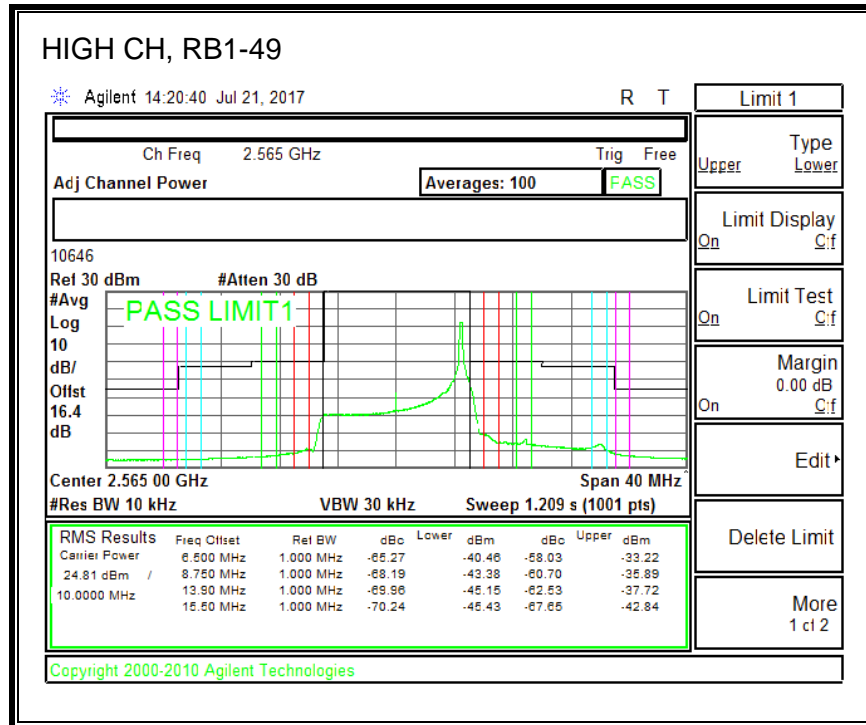 HIGH CH, RB1-49
Agilent 14:20:40 Jul 21, 2017 R T
Ch Freq 2.565 GHz Trig Free
Adj Channel Power Averages: 100 FASS
10646
Ref 30 dBm #Atten 30 dB
#Avg
Log
10
dB/
Offst
16.4
dB
PASS LIMIT1
Center 2.565 00 GHz Span 40 MHz
#Res BW 10 kHz VBW 30 kHz Sweep 1.209 s (1001 pts)
RMS Results Freq Offset Ref BW dBc Lower dBm dBc Upper dBm
Carrier Power 6.500 MHz 1.000 MHz -65.27 -40.46 -58.03 -33.22
24.81 dBm / 8.750 MHz 1.000 MHz -68.19 -43.38 -60.70 -35.89
10.0000 MHz 13.90 MHz 1.000 MHz -69.96 -45.15 -62.53 -37.72
15.50 MHz 1.000 MHz -70.24 -45.43 -67.65 -42.84
Copyright 2000-2010 Agilent Technologies
Limit 1
Type
Upper Lower
Limit Display
On C:f
Limit Test
On C:f
Margin
0.00 dB
On C:f
Edit
Delete Limit
More
1 of 2